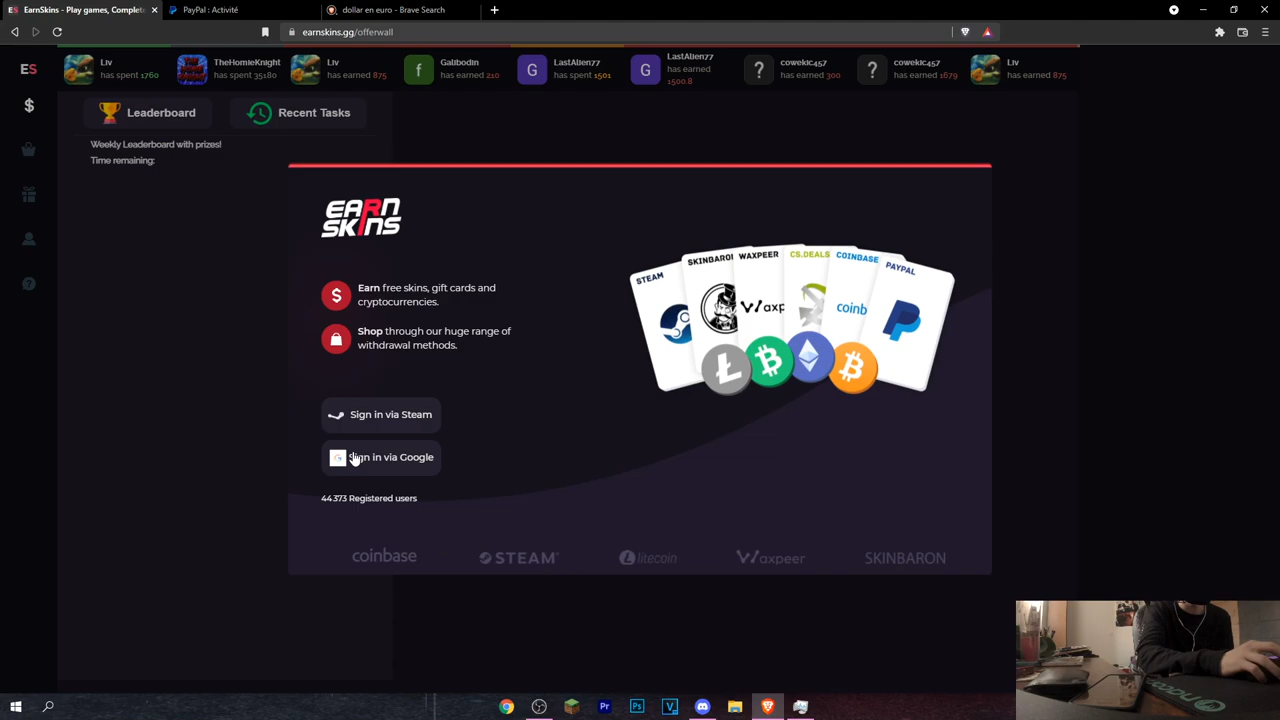 EarnSkins - Play games, Complete
PayPal : Activité
dollar en euro - Brave Search
earnskins.gg/offerwall
ES
Liv
has spent 1760
TheHomieKnight
has spent 35180
Liv
has earned 875
f
Galibodin
has earned 210
G
LastAlien77
has spent 1501
G
LastAlien77
has earned
1500.8
?
cowekic457
has earned 300
?
cowekic457
has earned 1679
Liv
has earned 875
Leaderboard
Recent Tasks
Weekly Leaderboard with prizes!
Time remaining:
EARN
SKINS
Earn free skins, gift cards and
cryptocurrencies.
Shop through our huge range of
withdrawal methods.
STEAM
WAXPEER
CS.DEALS
COINBASE
PAYPAL
Sign in via Steam
in via Google
44373 Registered users
coinbase
STEAM
litecoin
waxpeer
SKINBARON
Pr
Ps
V